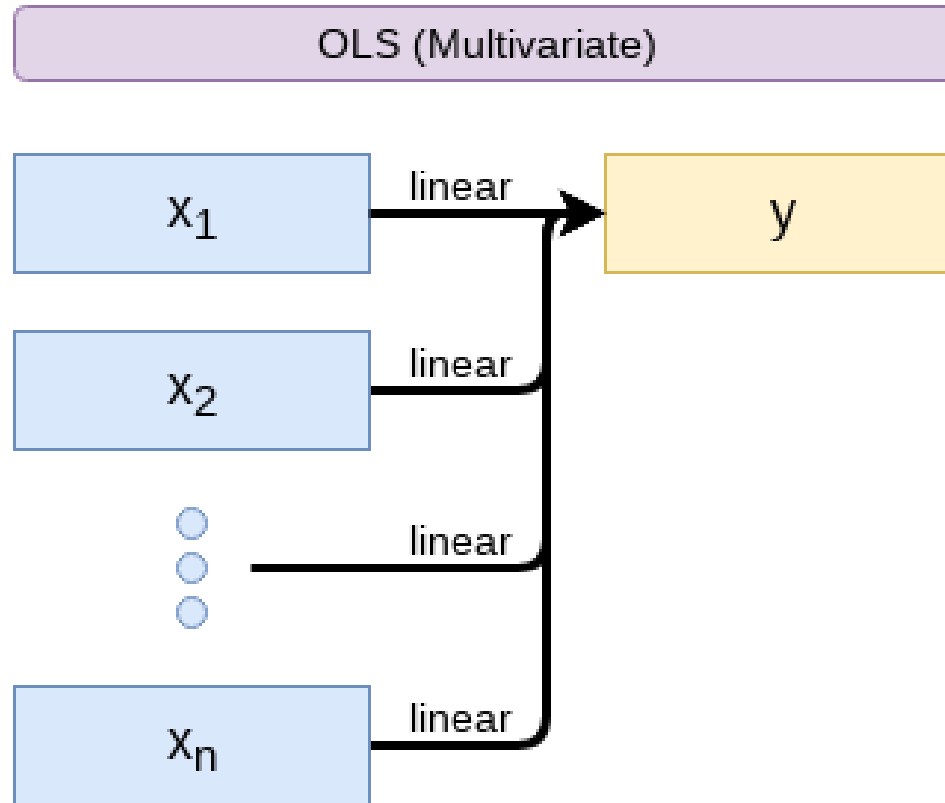 OLS (Multivariate)
x₁ linear y
x₂ linear
linear
xₙ linear